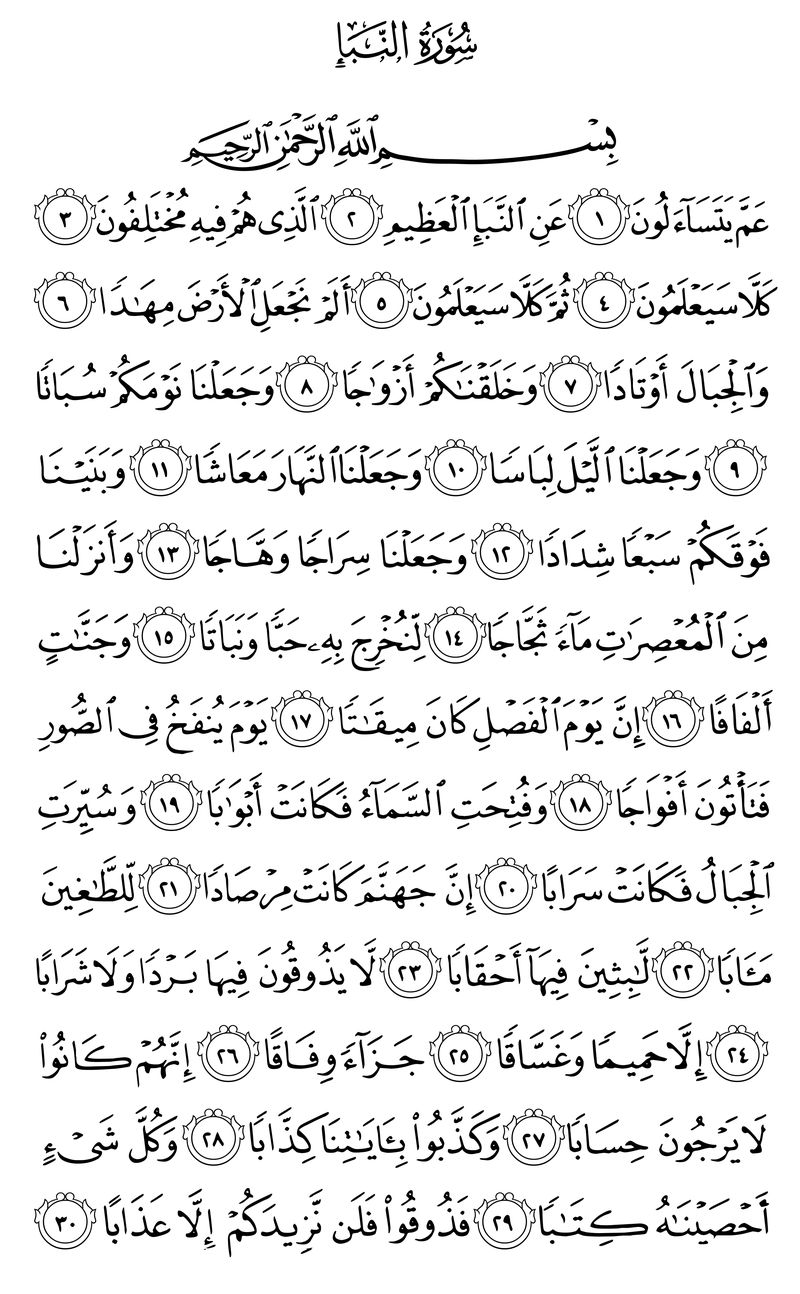 سُورَةُ النَّبَإِ
بِسْمِ ٱللَّهِ ٱلرَّحْمَٰنِ ٱلرَّحِيمِ
عَمَّ يَتَسَآءَلُونَ ١ عَنِ ٱلنَّبَإِ ٱلْعَظِيمِ ٢ ٱلَّذِى هُمْ فِيهِ مُخْتَلِفُونَ ٣
كَلَّا سَيَعْلَمُونَ ٤ ثُمَّ كَلَّا سَيَعْلَمُونَ ٥ أَلَمْ نَجْعَلِ ٱلْأَرْضَ مِهَٰدًا ٦
وَٱلْجِبَالَ أَوْتَادًا ٧ وَخَلَقْنَٰكُمْ أَزْوَٰجًا ٨ وَجَعَلْنَا نَوْمَكُمْ سُبَاتًا
٩ وَجَعَلْنَا ٱلَّيْلَ لِبَاسًا ١٠ وَجَعَلْنَا ٱلنَّهَارَ مَعَاشًا ١١ وَبَنَيْنَا
فَوْقَكُمْ سَبْعًا شِدَادًا ١٢ وَجَعَلْنَا سِرَاجًا وَهَّاجًا ١٣ وَأَنزَلْنَا
مِنَ ٱلْمُعْصِرَٰتِ مَآءً ثَجَّاجًا ١٤ لِّنُخْرِجَ بِهِۦ حَبًّا وَنَبَاتًا ١٥ وَجَنَّٰتٍ
أَلْفَافًا ١٦ إِنَّ يَوْمَ ٱلْفَصْلِ كَانَ مِيقَٰتًا ١٧ يَوْمَ يُنفَخُ فِى ٱلصُّورِ
فَتَأْتُونَ أَفْوَاجًا ١٨ وَفُتِحَتِ ٱلسَّمَآءُ فَكَانَتْ أَبْوَٰبًا ١٩ وَسُيِّرَتِ
ٱلْجِبَالُ فَكَانَتْ سَرَابًا ٢٠ إِنَّ جَهَنَّمَ كَانَتْ مِرْصَادًا ٢١ لِّلطَّٰغِينَ
مَـَٔابًا ٢٢ لَّٰبِثِينَ فِيهَآ أَحْقَابًا ٢٣ لَّا يَذُوقُونَ فِيهَا بَرْدًا وَلَا شَرَابًا
٢٤ إِلَّا حَمِيمًا وَغَسَّاقًا ٢٥ جَزَآءً وِفَاقًا ٢٦ إِنَّهُمْ كَانُوا۟
لَا يَرْجُونَ حِسَابًا ٢٧ وَكَذَّبُوا۟ بِـَٔايَٰتِنَا كِذَّابًا ٢٨ وَكُلَّ شَىْءٍ
أَحْصَيْنَٰهُ كِتَٰبًا ٢٩ فَذُوقُوا۟ فَلَن نَّزِيدَكُمْ إِلَّا عَذَابًا ٣٠